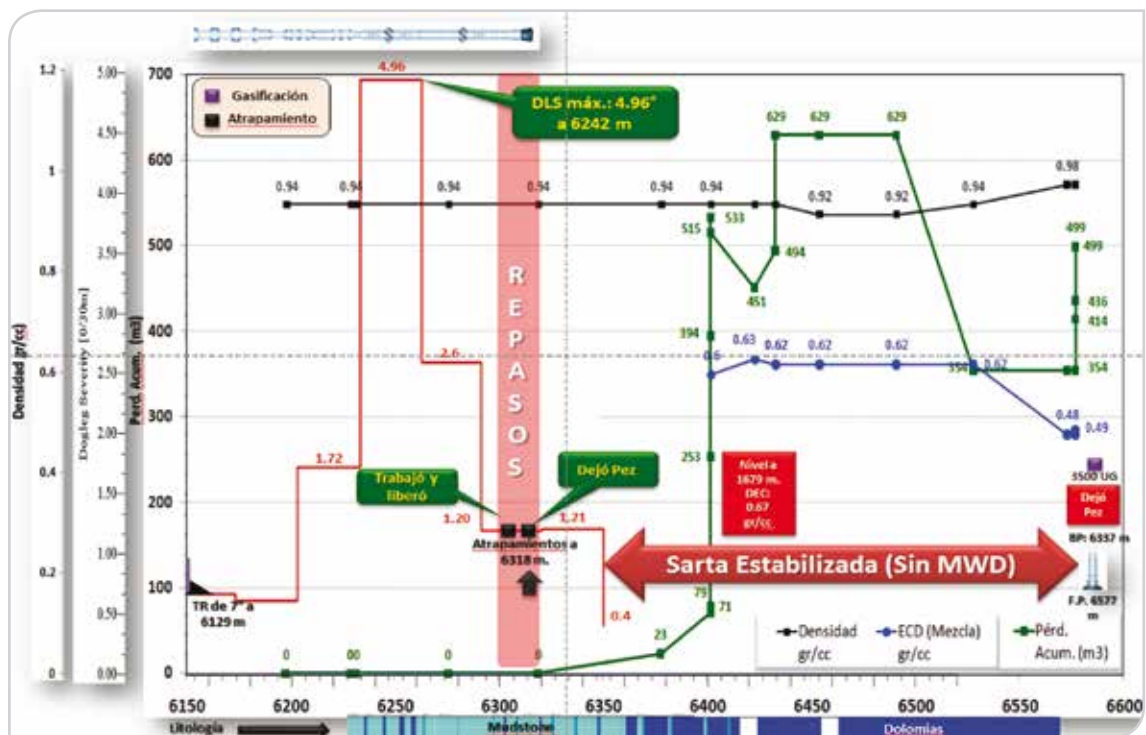 Gasificación
Atrapamiento
DLS máx.: 4.96°
a 6242 m
4.96
2.6
1.72
1.20
1.21
0.4
REPASOS
Trabajó y
liberó
Dejó Pez
Atrapamientos a
6318 m.
TR de 7" a
6129 m
0.94
0.94
0.94
0.94
0.94
0.94
0.92
0.92
0.94
0.98
533
515
451
394
253
79
71
23
0
00
0
0
494
629
629
629
354
354
414
436
499
499
0.6
0.63
0.62
0.62
0.62
0.62
0.48
0.49
Nivel a
1679 m.
DEC:
0.67
gr/cc
3500 UG
Dejó
Pez
BP: 6337 m
F.P. 6577
m
Sarta Estabilizada (Sin MWD)
Densidad
gr/cc
ECD (Mezcla)
gr/cc
Pérd.
Acum. (m3)
Densidad gr/cc
1.2
1
0.8
0.6
0.4
0.2
0
Dogleg Severity [0/30m]
5.00
4.50
4.00
3.50
3.00
2.50
2.00
1.50
1.00
0.50
0.00
Perd. Acum. (m3)
700
600
500
400
300
200
100
0
6150
6200
6250
6300
6350
6400
6450
6500
6550
6600
Litología
Mudstone
Dolomías